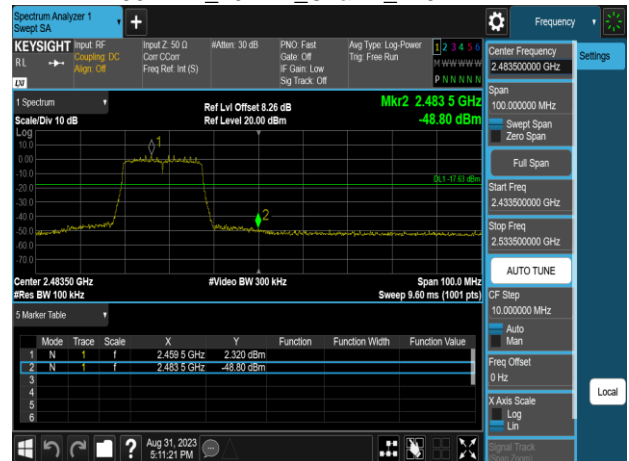 Spectrum Analyzer 1
Swept SA
Frequency
KEYSIGHT
RL
LXI
Input: RF
Coupling: DC
Align: Off
Input Z: 50 Ω
Corr CCorr
Freq Ref: Int (S)
#Atten: 30 dB
PNO: Fast
Gate: Off
IF Gain: Low
Sig Track: Off
Avg Type: Log-Power
Trig: Free Run
1 2 3 4 5 6
M W W W W W
P N N N N N
Center Frequency
2.483500000 GHz
Settings
Span
100.000000 MHz
Swept Span
Zero Span
Full Span
Start Freq
2.433500000 GHz
Stop Freq
2.533500000 GHz
AUTO TUNE
CF Step
10.000000 MHz
Auto
Man
Freq Offset
0 Hz
X Axis Scale
Log
Lin
Signal Track
(Span Zoom)
Local
1 Spectrum
Scale/Div 10 dB
Ref Lvl Offset 8.26 dB
Ref Level 20.00 dBm
Mkr2 2.483 5 GHz
-48.80 dBm
Log
10.0
0.00
-10.0
-20.0
-30.0
-40.0
-50.0
-60.0
-70.0
1
2
DL1 -17.63 dBm
Center 2.48350 GHz
#Res BW 100 kHz
#Video BW 300 kHz
Span 100.0 MHz
Sweep 9.60 ms (1001 pts)
5 Marker Table
Mode Trace Scale X Y Function Function Width Function Value
1 N 1 f 2.459 5 GHz 2.320 dBm
2 N 1 f 2.483 5 GHz -48.80 dBm
3
4
5
6
?
Aug 31, 2023
5:11:21 PM